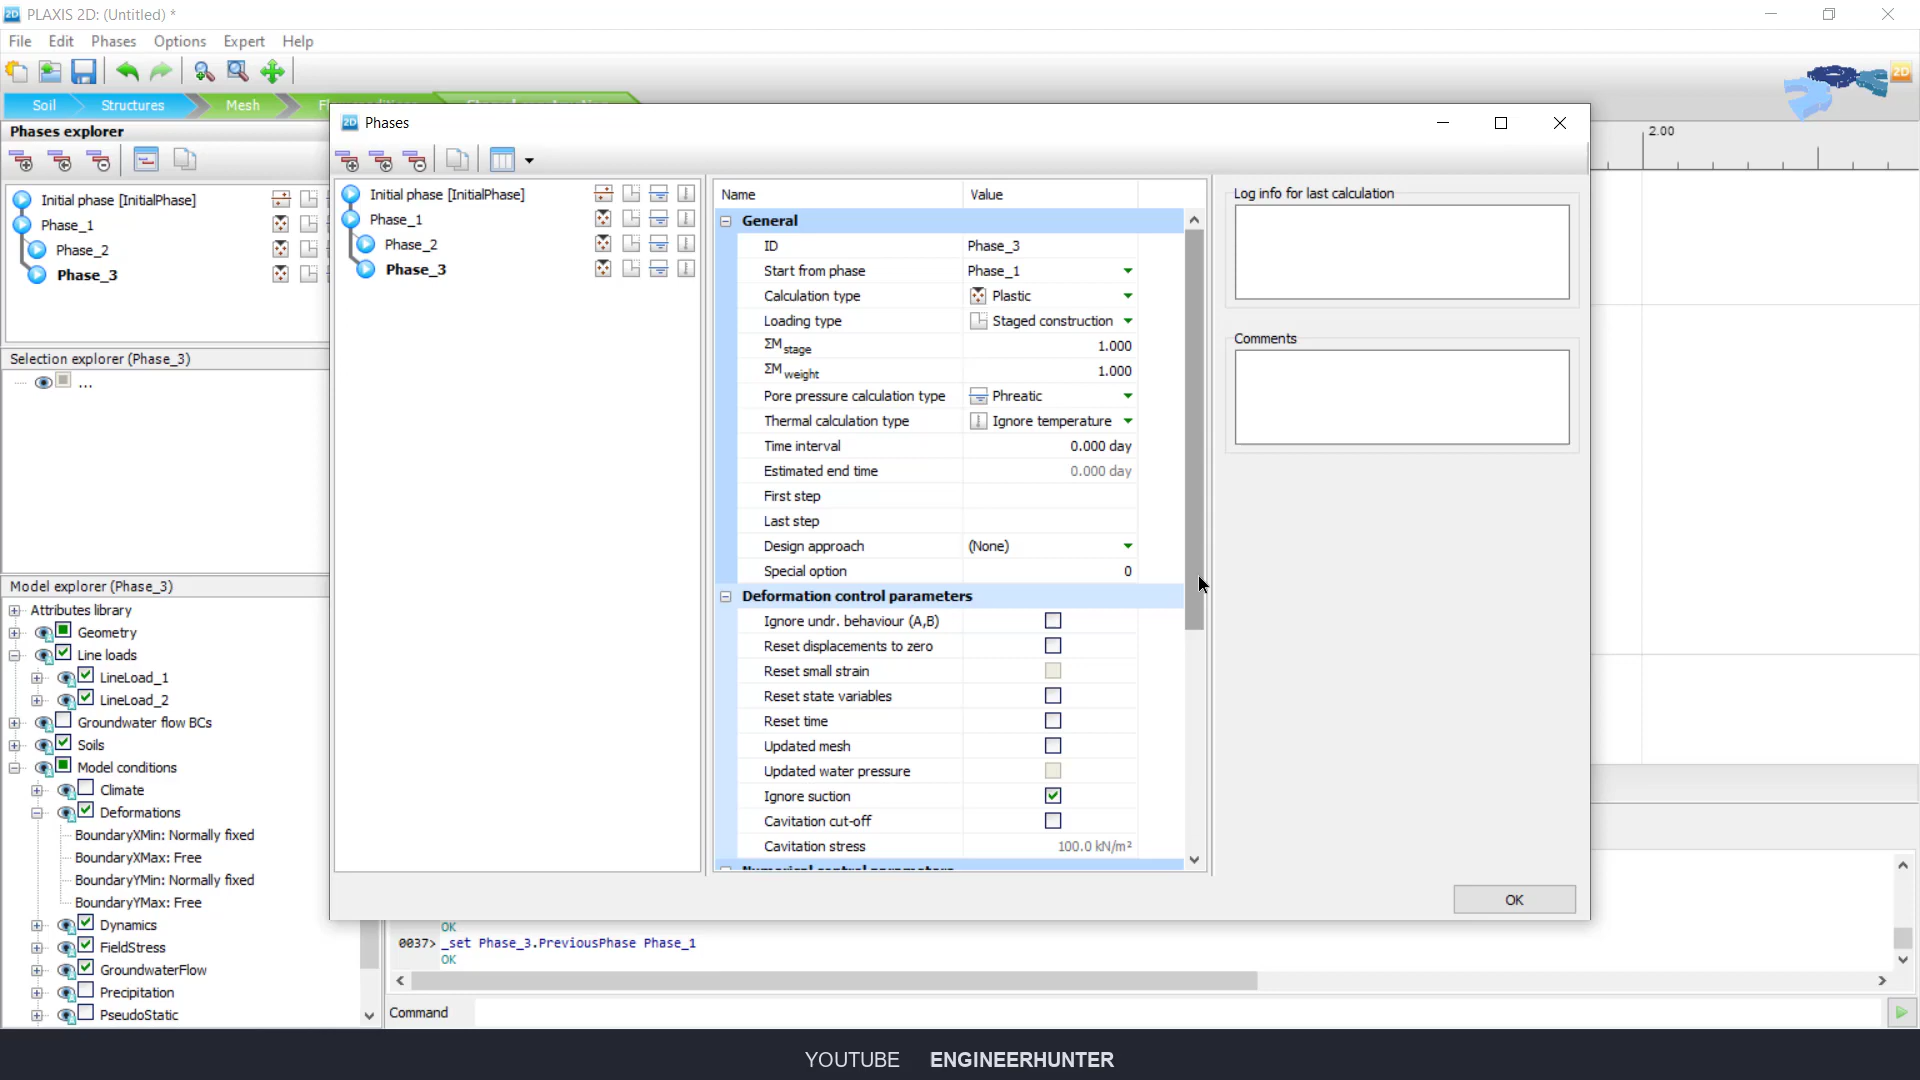 PLAXIS 2D: (Untitled) *
File Edit Phases Options Expert Help
Soil Structures Mesh
Phases explorer
Initial phase [InitialPhase]
Phase_1
Phase_2
Phase_3
Selection explorer (Phase_3)
...
Model explorer (Phase_3)
Attributes library
Geometry
Line loads
LineLoad_1
LineLoad_2
Groundwater flow BCs
Soils
Model conditions
Climate
Deformations
BoundaryXMin: Normally fixed
BoundaryXMax: Free
BoundaryYMin: Normally fixed
BoundaryYMax: Free
Dynamics
FieldStress
GroundwaterFlow
Precipitation
PseudoStatic
2D Phases
Initial phase [InitialPhase]
Phase_1
Phase_2
Phase_3
Name Value
General
ID Phase_3
Start from phase Phase_1
Calculation type Plastic
Loading type Staged construction
ΣM stage 1.000
ΣM weight 1.000
Pore pressure calculation type Phreatic
Thermal calculation type Ignore temperature
Time interval 0.000 day
Estimated end time 0.000 day
First step
Last step
Design approach (None)
Special option 0
Deformation control parameters
Ignore undr. behaviour (A,B)
Reset displacements to zero
Reset small strain
Reset state variables
Reset time
Updated mesh
Updated water pressure
Ignore suction
Cavitation cut-off
Cavitation stress 100.0 kN/m²
Log info for last calculation
Comments
OK
2D
2.00
OK
0037> _set Phase_3.PreviousPhase Phase_1
OK
Command
YOUTUBE ENGINEERHUNTER